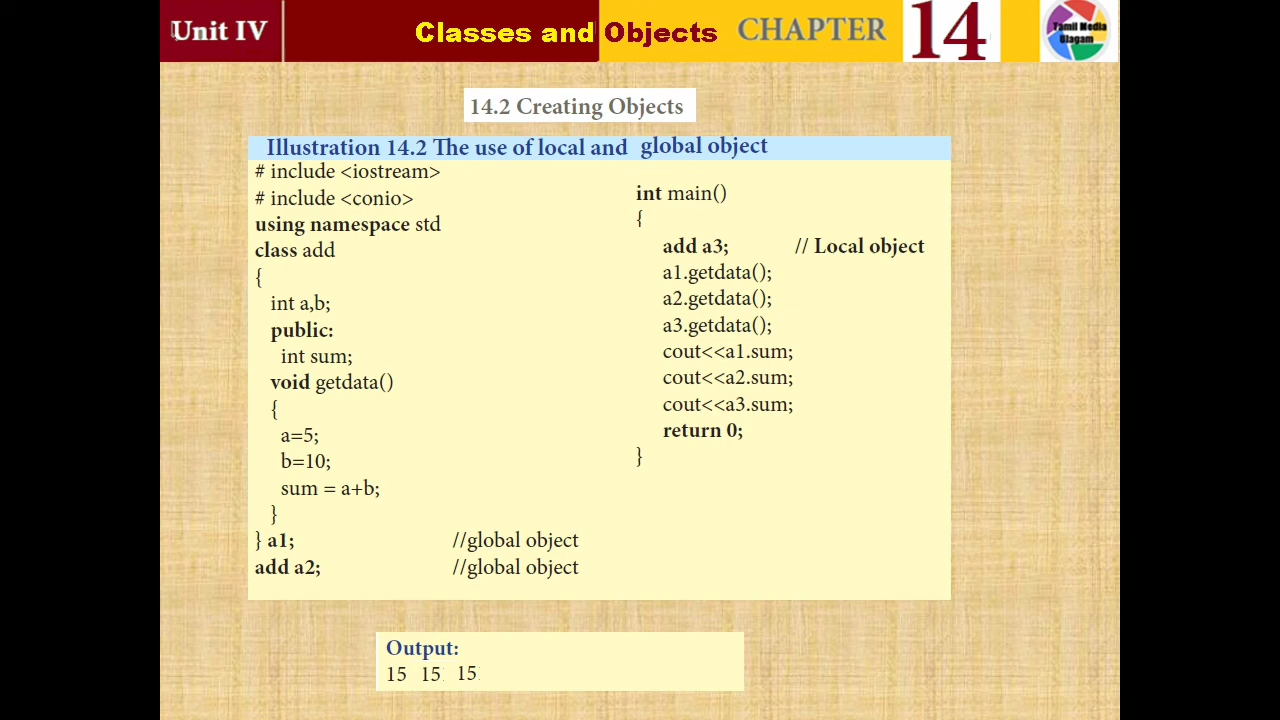 Unit IV
Classes and Objects
CHAPTER
14
Tamil Media
Ulagam
14.2 Creating Objects
Illustration 14.2 The use of local and global object
# include <iostream>
# include <conio>
using namespace std
class add
{
int a,b;
public:
int sum;
void getdata()
{
a=5;
b=10;
sum = a+b;
}
} a1; //global object
add a2; //global object
int main()
{
add a3; // Local object
a1.getdata();
a2.getdata();
a3.getdata();
cout<<a1.sum;
cout<<a2.sum;
cout<<a3.sum;
return 0;
}
Output:
15 15 15